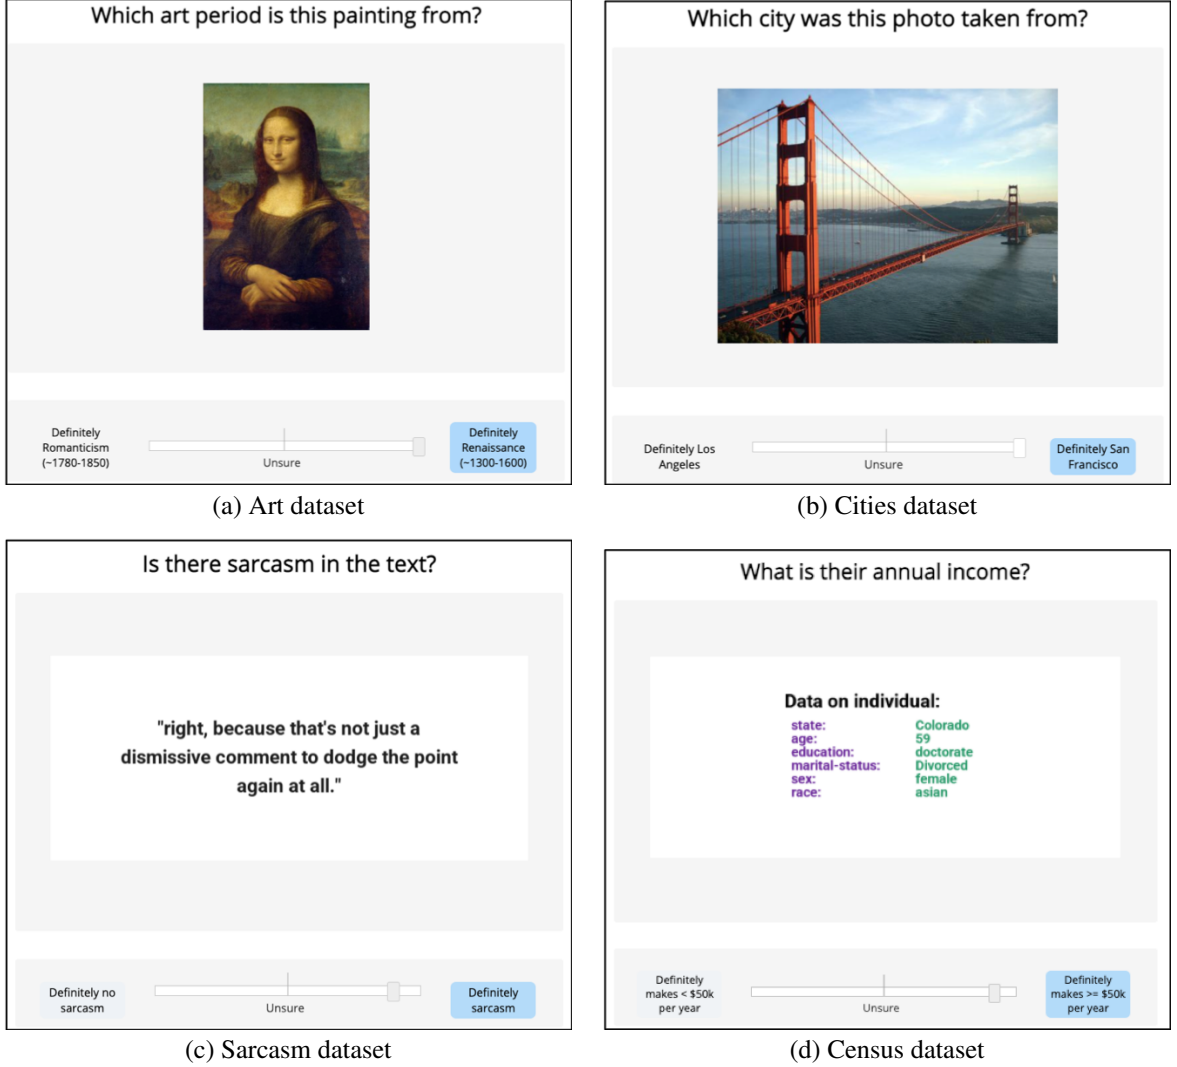 Which art period is this painting from?
Definitely
Romanticism
(~1780-1850)
Unsure
Definitely
Renaissance
(~1300-1600)
(a) Art dataset
Which city was this photo taken from?
Definitely Los
Angeles
Unsure
Definitely San
Francisco
(b) Cities dataset
Is there sarcasm in the text?
"right, because that's not just a
dismissive comment to dodge the point
again at all."
Definitely no
sarcasm
Unsure
Definitely
sarcasm
(c) Sarcasm dataset
What is their annual income?
Data on individual:
state: Colorado
age: 59
education: doctorate
marital-status: Divorced
sex: female
race: asian
Definitely
makes < $50k
per year
Unsure
Definitely
makes >= $50k
per year
(d) Census dataset